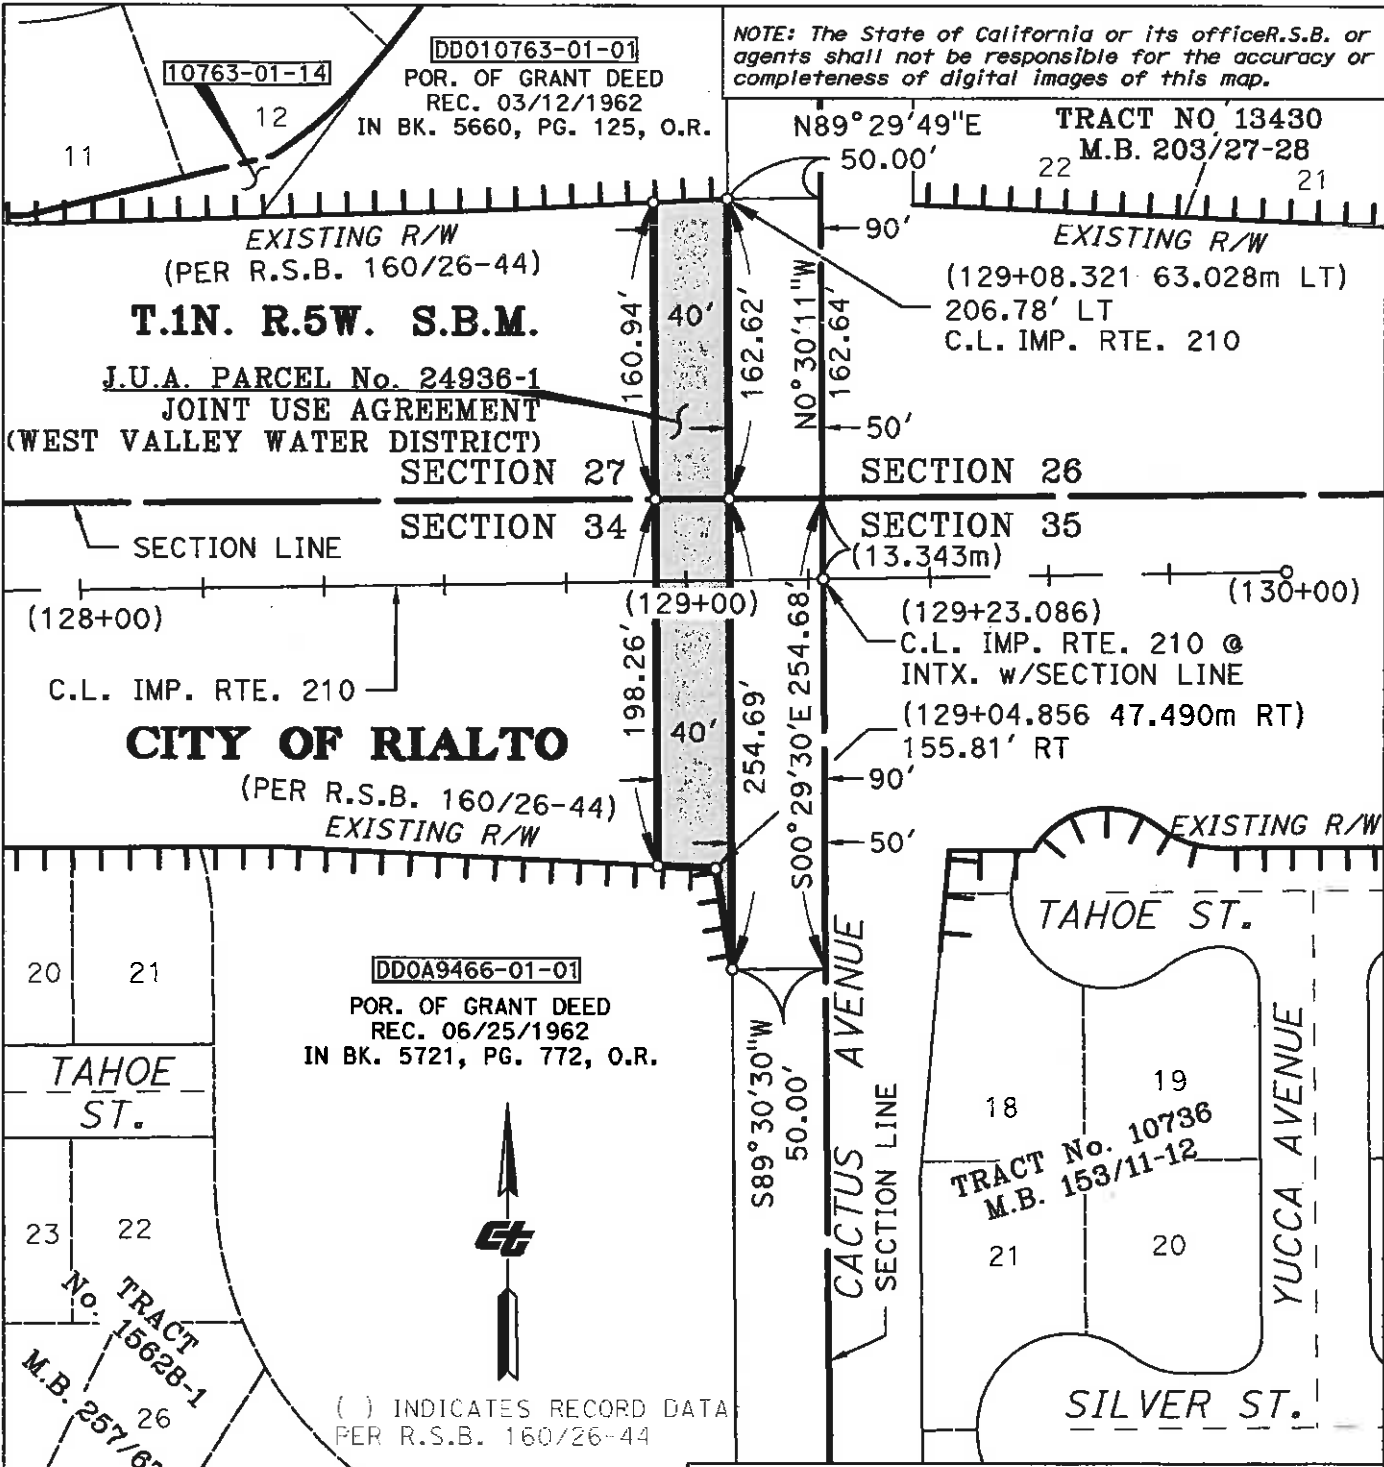 NOTE: The State of California or its officeR.S.B. or
agents shall not be responsible for the accuracy or
completeness of digital images of this map.
DD010763-01-01
POR. OF GRANT DEED
REC. 03/12/1962
IN BK. 5660, PG. 125, O.R.
10763-01-14
12
11
N89°29'49"E
50.00'
TRACT NO 13430
M.B. 203/27-28
22
21
EXISTING R/W
(PER R.S.B. 160/26-44)
90'
EXISTING R/W
(129+08.321 63.028m LT)
206.78' LT
C.L. IMP. RTE. 210
T.1N. R.5W. S.B.M.
160.94'
40'
162.62'
N0°30'11"W
162.64'
J.U.A. PARCEL No. 24936-1
JOINT USE AGREEMENT
(WEST VALLEY WATER DISTRICT)
50'
SECTION 27
SECTION 26
SECTION 34
SECTION 35
SECTION LINE
(13.343m)
(128+00)
(129+00)
(130+00)
(129+23.086)
C.L. IMP. RTE. 210 @
INTX. w/SECTION LINE
C.L. IMP. RTE. 210
198.26'
40'
254.69'
S00°29'30"E 254.68'
(129+04.856 47.490m RT)
155.81' RT
CITY OF RIALTO
(PER R.S.B. 160/26-44)
EXISTING R/W
90'
50'
EXISTING R/W
TAHOE ST.
20
21
DD0A9466-01-01
POR. OF GRANT DEED
REC. 06/25/1962
IN BK. 5721, PG. 772, O.R.
S89°30'30"W
50.00'
CACTUS AVENUE
SECTION LINE
TAHOE
ST.
18
19
TRACT No. 10736
M.B. 153/11-12
YUCCA AVENUE
23
22
Ct
21
20
TRACT
No. 15628-1
M.B. 257/6
26
( ) INDICATES RECORD DATA
PER R.S.B. 160/26-44
SILVER ST.